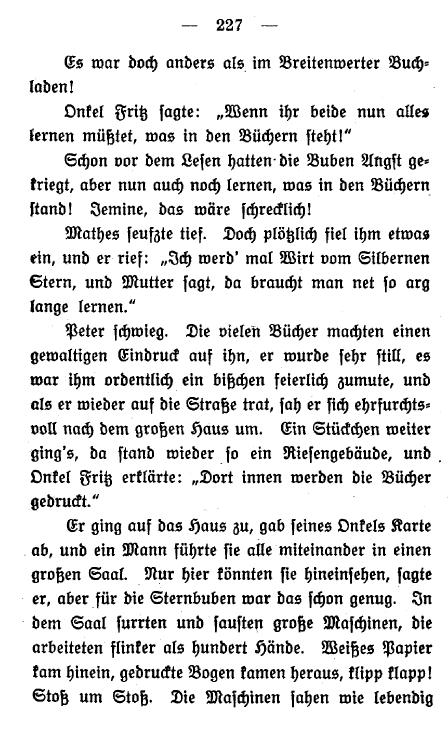 — 227 —
Es war doch anders als im Breitenwerter Buch-
laden!
Onkel Fritz sagte: „Wenn ihr beide nun alles
lernen müßtet, was in den Büchern steht!“
Schon vor dem Lesen hatten die Buben Angst ge-
kriegt, aber nun auch noch lernen, was in den Büchern
stand! Jemine, das wäre schrecklich!
Mathes seufzte tief. Doch plötzlich fiel ihm etwas
ein, und er rief: „Ich werd' mal Wirt vom Silbernen
Stern, und Mutter sagt, da braucht man net so arg
lange lernen.“
Peter schwieg. Die vielen Bücher machten einen
gewaltigen Eindruck auf ihn, er wurde sehr still, es
war ihm ordentlich ein bißchen feierlich zumute, und
als er wieder auf die Straße trat, sah er sich ehrfurchts-
voll nach dem großen Haus um. Ein Stückchen weiter
ging's, da stand wieder so ein Riesengebäude, und
Onkel Fritz erklärte: „Dort innen werden die Bücher
gedruckt.“
Er ging auf das Haus zu, gab seines Onkels Karte
ab, und ein Mann führte sie alle miteinander in einen
großen Saal. Nur hier könnten sie hineinsehen, sagte
er, aber für die Sternbuben war das schon genug. In
dem Saal surrten und sausten große Maschinen, die
arbeiteten flinker als hundert Hände. Weißes Papier
kam hinein, gedruckte Bogen kamen heraus, klipp klapp!
Stoß um Stoß. Die Maschinen sahen wie lebendig